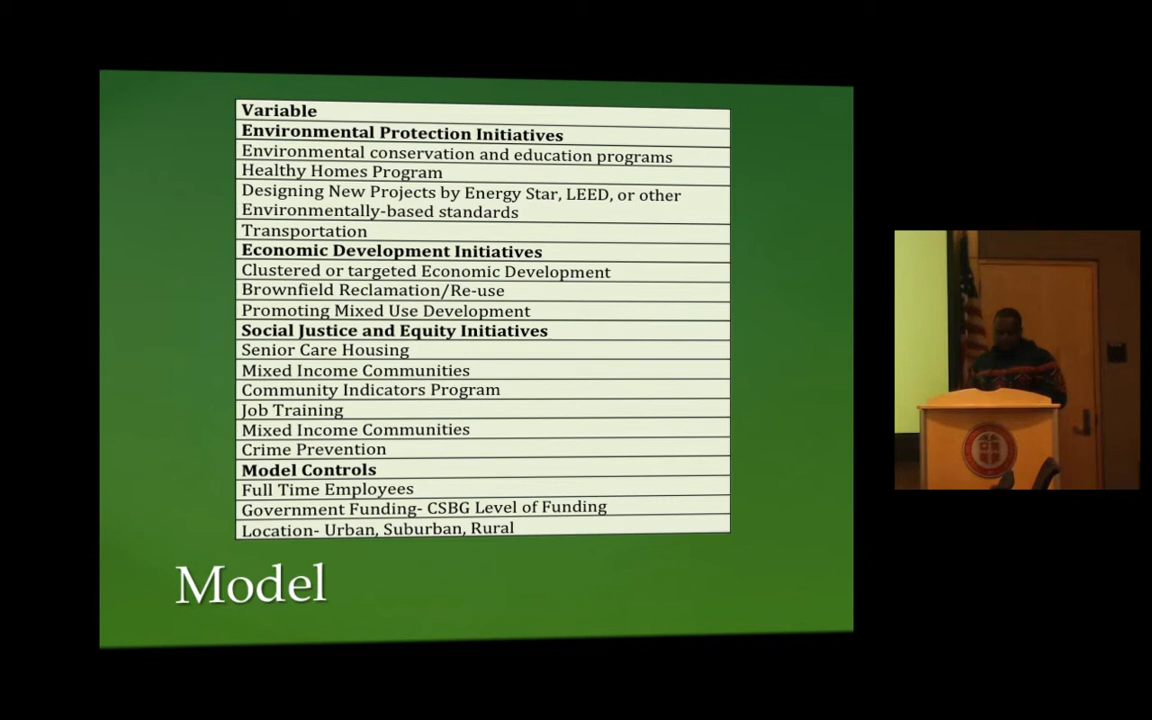 Variable
Environmental Protection Initiatives
Environmental conservation and education programs
Healthy Homes Program
Designing New Projects by Energy Star, LEED, or other
Environmentally-based standards
Transportation
Economic Development Initiatives
Clustered or targeted Economic Development
Brownfield Reclamation/Re-use
Promoting Mixed Use Development
Social Justice and Equity Initiatives
Senior Care Housing
Mixed Income Communities
Community Indicators Program
Job Training
Mixed Income Communities
Crime Prevention
Model Controls
Full Time Employees
Government Funding- CSBG Level of Funding
Location- Urban, Suburban, Rural
Model